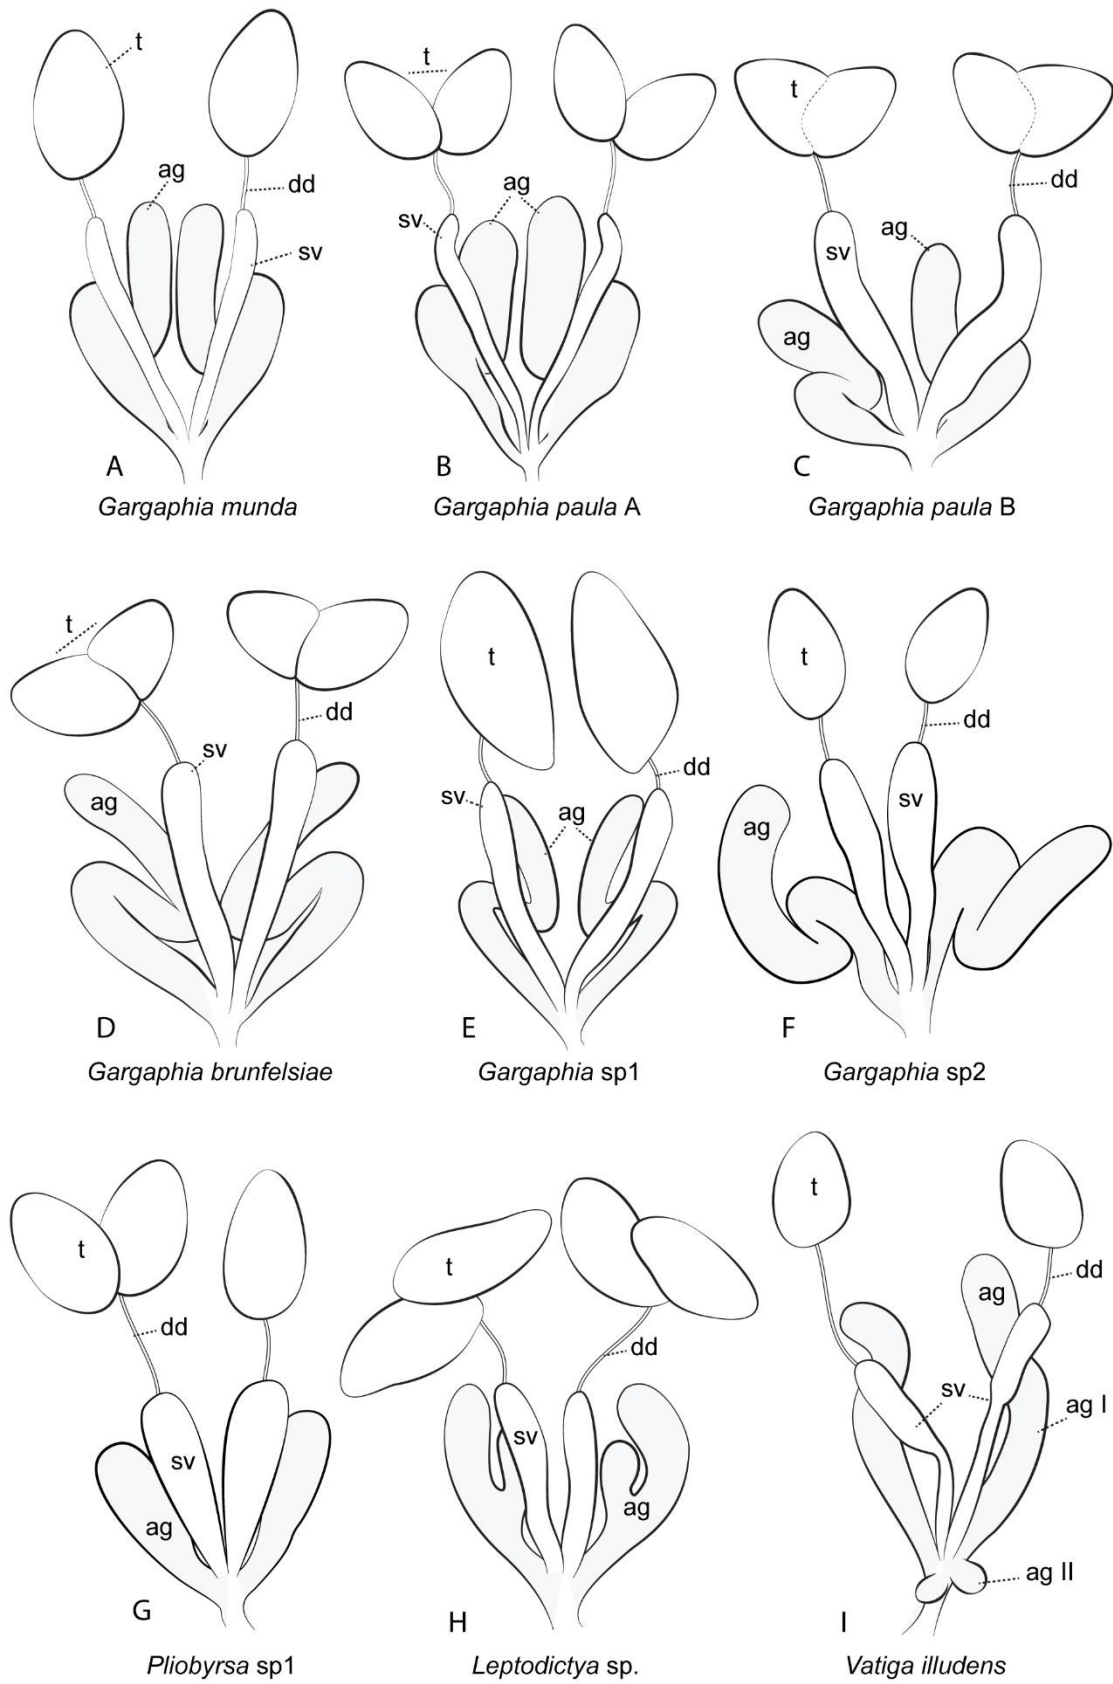 t
ag
dd
sv
A
Gargaphia munda
t
ag
sv
B
Gargaphia paula A
t
dd
ag
sv
ag
C
Gargaphia paula B
t
dd
sv
ag
D
Gargaphia brunfelsiae
t
dd
sv
ag
E
Gargaphia sp1
t
dd
sv
ag
F
Gargaphia sp2
t
dd
sv
ag
G
Pliobyrsa sp1
t
dd
sv
ag
H
Leptodictya sp.
t
dd
ag
sv
ag I
ag II
I
Vatiga illudens